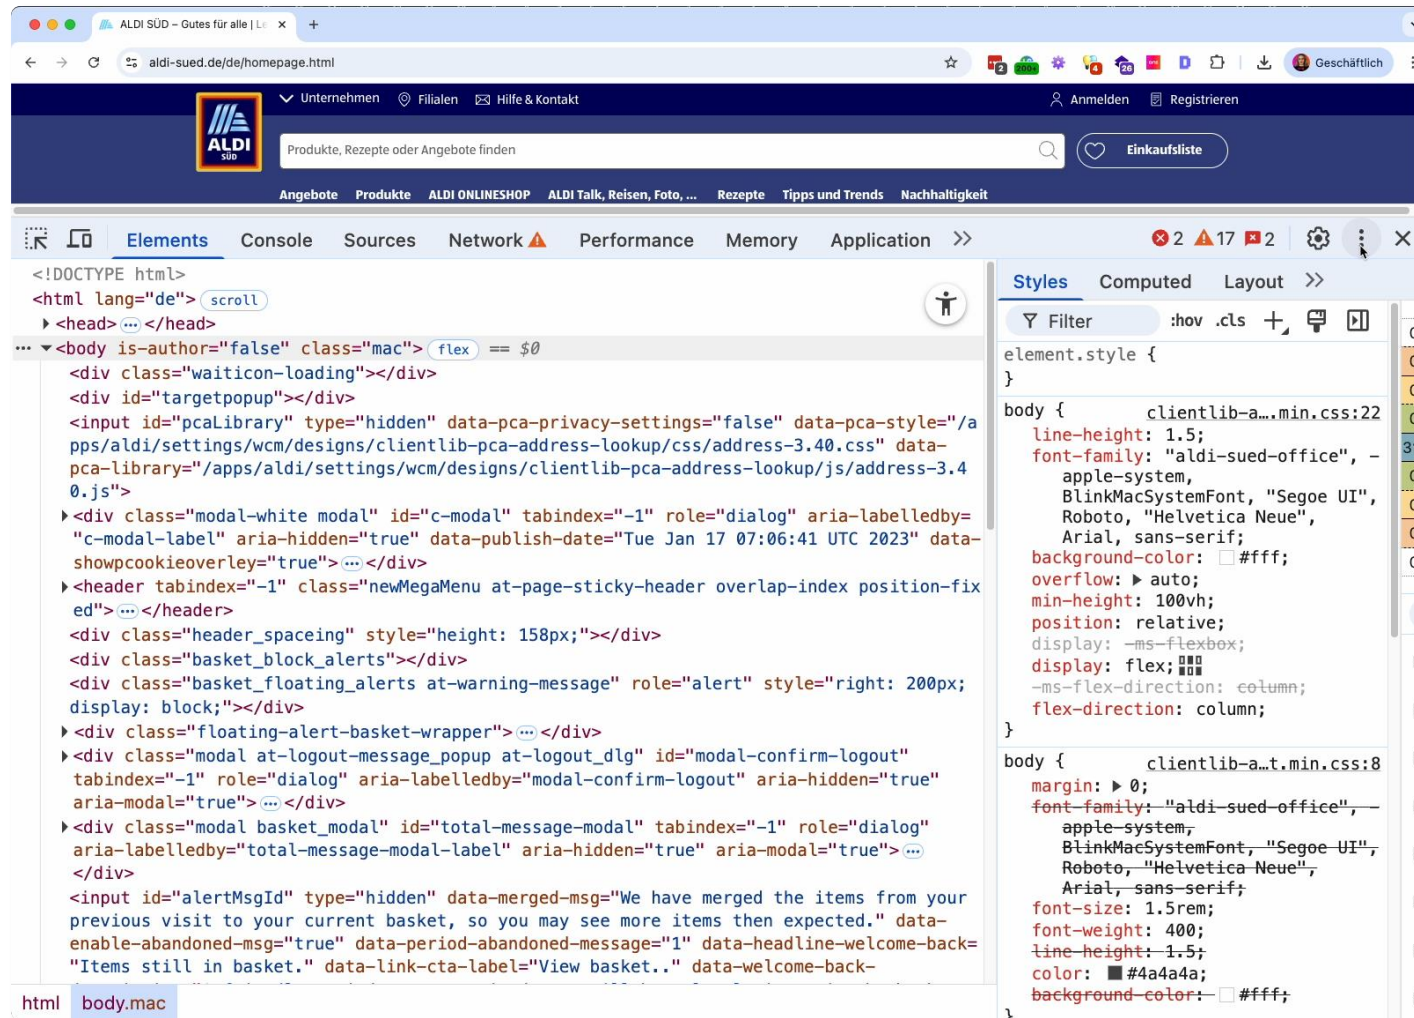 ALDI SÜD – Gutes für alle | Le
aldi-sued.de/de/homepage.html
2
200+
4
26
D
Geschäftlich
Unternehmen Filialen Hilfe & Kontakt Anmelden Registrieren
ALDI
SÜD
Produkte, Rezepte oder Angebote finden
Einkaufsliste
Angebote Produkte ALDI ONLINESHOP ALDI Talk, Reisen, Foto, ... Rezepte Tipps und Trends Nachhaltigkeit
Elements Console Sources Network Performance Memory Application 2 17 2
<!DOCTYPE html>
<html lang="de"> scroll
<head> ··· </head>
··· <body is-author="false" class="mac"> flex == $0
<div class="waiticon-loading"></div>
<div id="targetpopup"></div>
<input id="pcaLibrary" type="hidden" data-pca-privacy-settings="false" data-pca-style="/a
pps/aldi/settings/wcm/designs/clientlib-pca-address-lookup/css/address-3.40.css" data-
pca-library="/apps/aldi/settings/wcm/designs/clientlib-pca-address-lookup/js/address-3.4
0.js">
<div class="modal-white modal" id="c-modal" tabindex="-1" role="dialog" aria-labelledby=
"c-modal-label" aria-hidden="true" data-publish-date="Tue Jan 17 07:06:41 UTC 2023" data-
showpcookieoverley="true"> ··· </div>
<header tabindex="-1" class="newMegaMenu at-page-sticky-header overlap-index position-fix
ed"> ··· </header>
<div class="header_spaceing" style="height: 158px;"></div>
<div class="basket_block_alerts"></div>
<div class="basket_floating_alerts at-warning-message" role="alert" style="right: 200px;
display: block;"></div>
<div class="floating-alert-basket-wrapper"> ··· </div>
<div class="modal at-logout-message_popup at-logout_dlg" id="modal-confirm-logout"
tabindex="-1" role="dialog" aria-labelledby="modal-confirm-logout" aria-hidden="true"
aria-modal="true"> ··· </div>
<div class="modal basket_modal" id="total-message-modal" tabindex="-1" role="dialog"
aria-labelledby="total-message-modal-label" aria-hidden="true" aria-modal="true"> ···
</div>
<input id="alertMsgId" type="hidden" data-merged-msg="We have merged the items from your
previous visit to your current basket, so you may see more items then expected." data-
enable-abandoned-msg="true" data-period-abandoned-message="1" data-headline-welcome-back=
"Items still in basket." data-link-cta-label="View basket.." data-welcome-back-
html body.mac
Styles Computed Layout
Filter :hov .cls
element.style {
}
body { clientlib-a….min.css:22
line-height: 1.5;
font-family: "aldi-sued-office", -
apple-system,
BlinkMacSystemFont, "Segoe UI",
Roboto, "Helvetica Neue",
Arial, sans-serif;
background-color: #fff;
overflow: auto;
min-height: 100vh;
position: relative;
display: -ms-flexbox;
display: flex;
-ms-flex-direction: column;
flex-direction: column;
}
body { clientlib-a…t.min.css:8
margin: 0;
font-family: "aldi-sued-office", -
apple-system,
BlinkMacSystemFont, "Segoe UI",
Roboto, "Helvetica Neue",
Arial, sans-serif;
font-size: 1.5rem;
font-weight: 400;
line-height: 1.5;
color: #4a4a4a;
background-color: #fff;
}